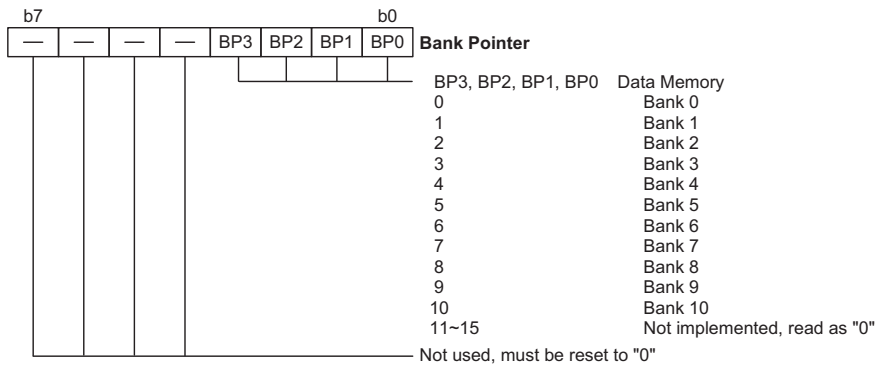 b7 b0
— — — — BP3 BP2 BP1 BP0 Bank Pointer
BP3, BP2, BP1, BP0 Data Memory
0 Bank 0
1 Bank 1
2 Bank 2
3 Bank 3
4 Bank 4
5 Bank 5
6 Bank 6
7 Bank 7
8 Bank 8
9 Bank 9
10 Bank 10
11~15 Not implemented, read as "0"
Not used, must be reset to "0"